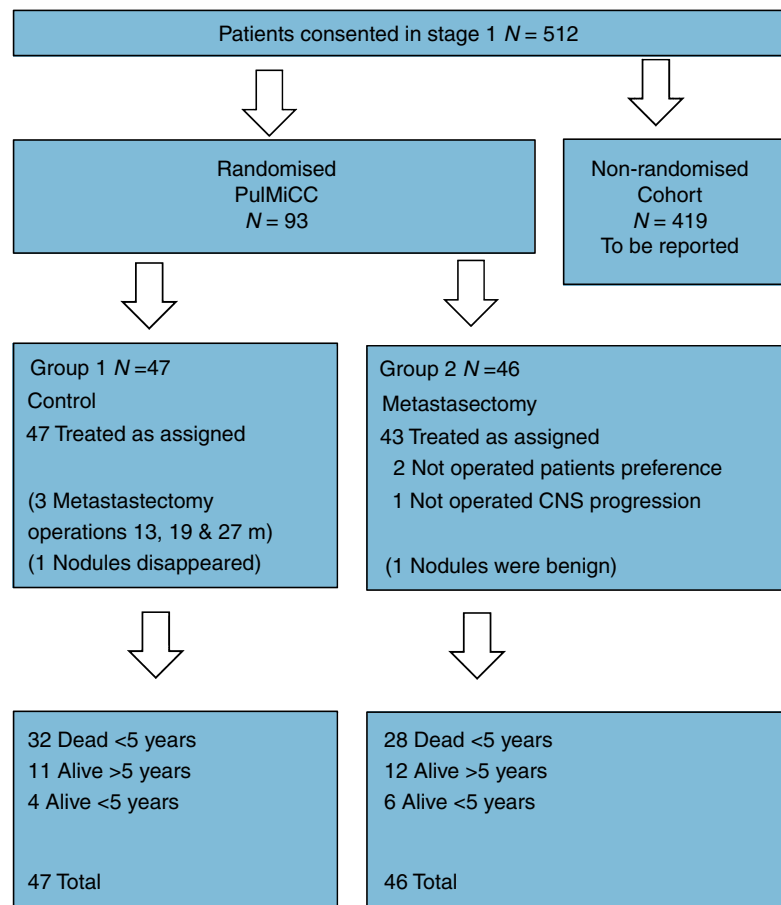 Patients consented in stage 1 N = 512
Randomised
PulMiCC
N = 93
Non-randomised
Cohort
N = 419
To be reported
Group 1 N =47
Control
47 Treated as assigned
(3 Metastastectomy
operations 13, 19 & 27 m)
(1 Nodules disappeared)
Group 2 N =46
Metastasectomy
43 Treated as assigned
2 Not operated patients preference
1 Not operated CNS progression
(1 Nodules were benign)
32 Dead <5 years
11 Alive >5 years
4 Alive <5 years
47 Total
28 Dead <5 years
12 Alive >5 years
6 Alive <5 years
46 Total